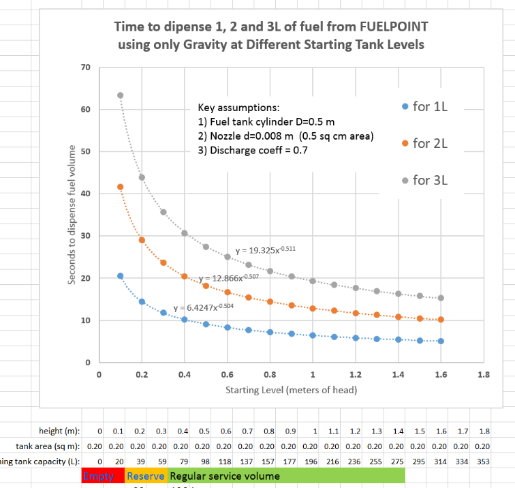 Time to dipense 1, 2 and 3L of fuel from FUELPOINT
using only Gravity at Different Starting Tank Levels
70
60
50
40
30
20
10
0
Seconds to dispense fuel volume
Key assumptions:
1) Fuel tank cylinder D=0.5 m
2) Nozzle d=0.008 m (0.5 sq cm area)
3) Discharge coeff = 0.7
for 1L
for 2L
for 3L
y = 19.325x^-0.511
y = 12.866x^-0.507
y = 6.4247x^-0.504
0 0.2 0.4 0.6 0.8 1 1.2 1.4 1.6 1.8
Starting Level (meters of head)
height (m): 0 0.1 0.2 0.3 0.4 0.5 0.6 0.7 0.8 0.9 1 1.1 1.2 1.3 1.4 1.5 1.6 1.7 1.8
tank area (sq m): 0.20 0.20 0.20 0.20 0.20 0.20 0.20 0.20 0.20 0.20 0.20 0.20 0.20 0.20 0.20 0.20 0.20 0.20 0.20
ning tank capacity (L): 0 20 39 59 79 98 118 137 157 177 196 216 236 255 275 295 314 334 353
Empty Reserve Regular service volume